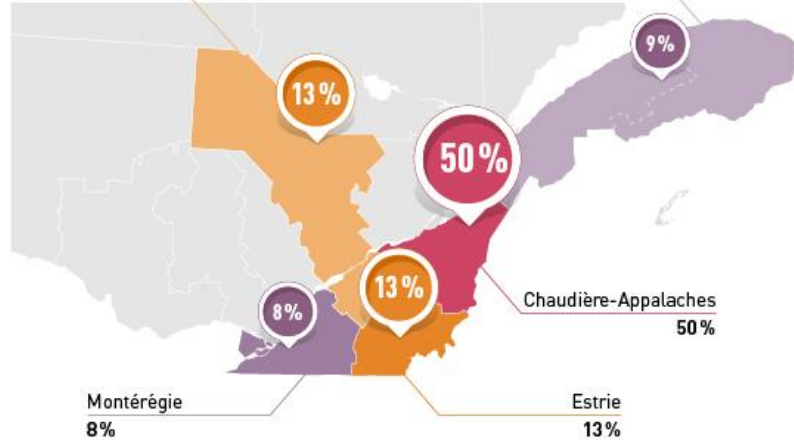 9%
13%
50%
13%
8%
Chaudière-Appalaches
50%
Montérégie
8%
Estrie
13%